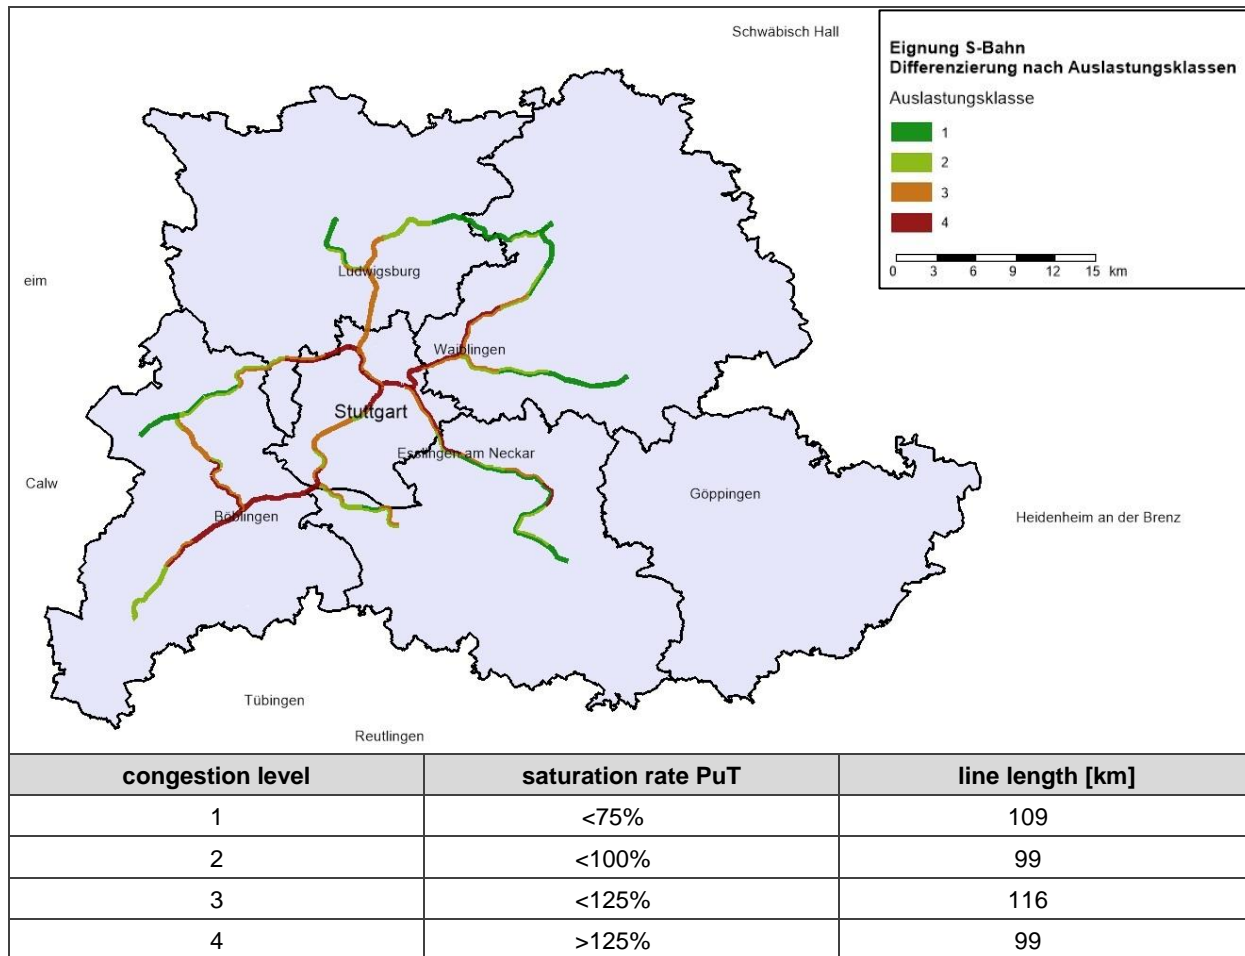 Schwäbisch Hall
Eignung S-Bahn
Differenzierung nach Auslastungsklassen
Auslastungsklasse
1
2
3
4
0 3 6 9 12 15 km
eim
Ludwigsburg
Waiblingen
Stuttgart
Esslingen am Neckar
Calw
Göppingen
Böblingen
Heidenheim an der Brenz
Tübingen
Reutlingen
congestion level saturation rate PuT line length [km]
1 <75% 109
2 <100% 99
3 <125% 116
4 >125% 99